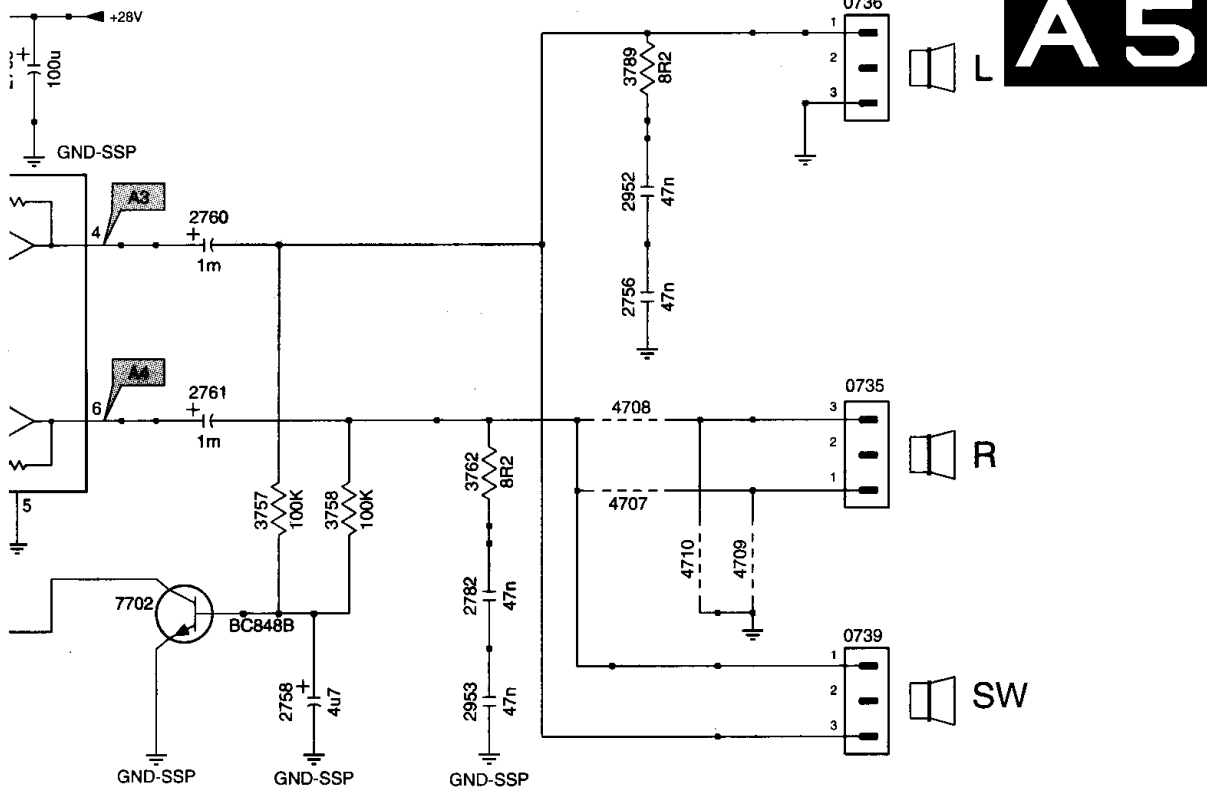 +28V
100u
GND-SSP
A3
4
2760
+
1m
A4
6
2761
+
1m
5
3757
100K
3758
100K
7702
BC848B
2758
+
4u7
GND-SSP
GND-SSP
GND-SSP
3762
8R2
2782
47n
2953
47n
3789
8R2
2952
47n
2756
47n
0736
1
2
3
L
A 5
4708
4707
4710
4709
0735
3
2
1
R
0739
1
2
3
SW